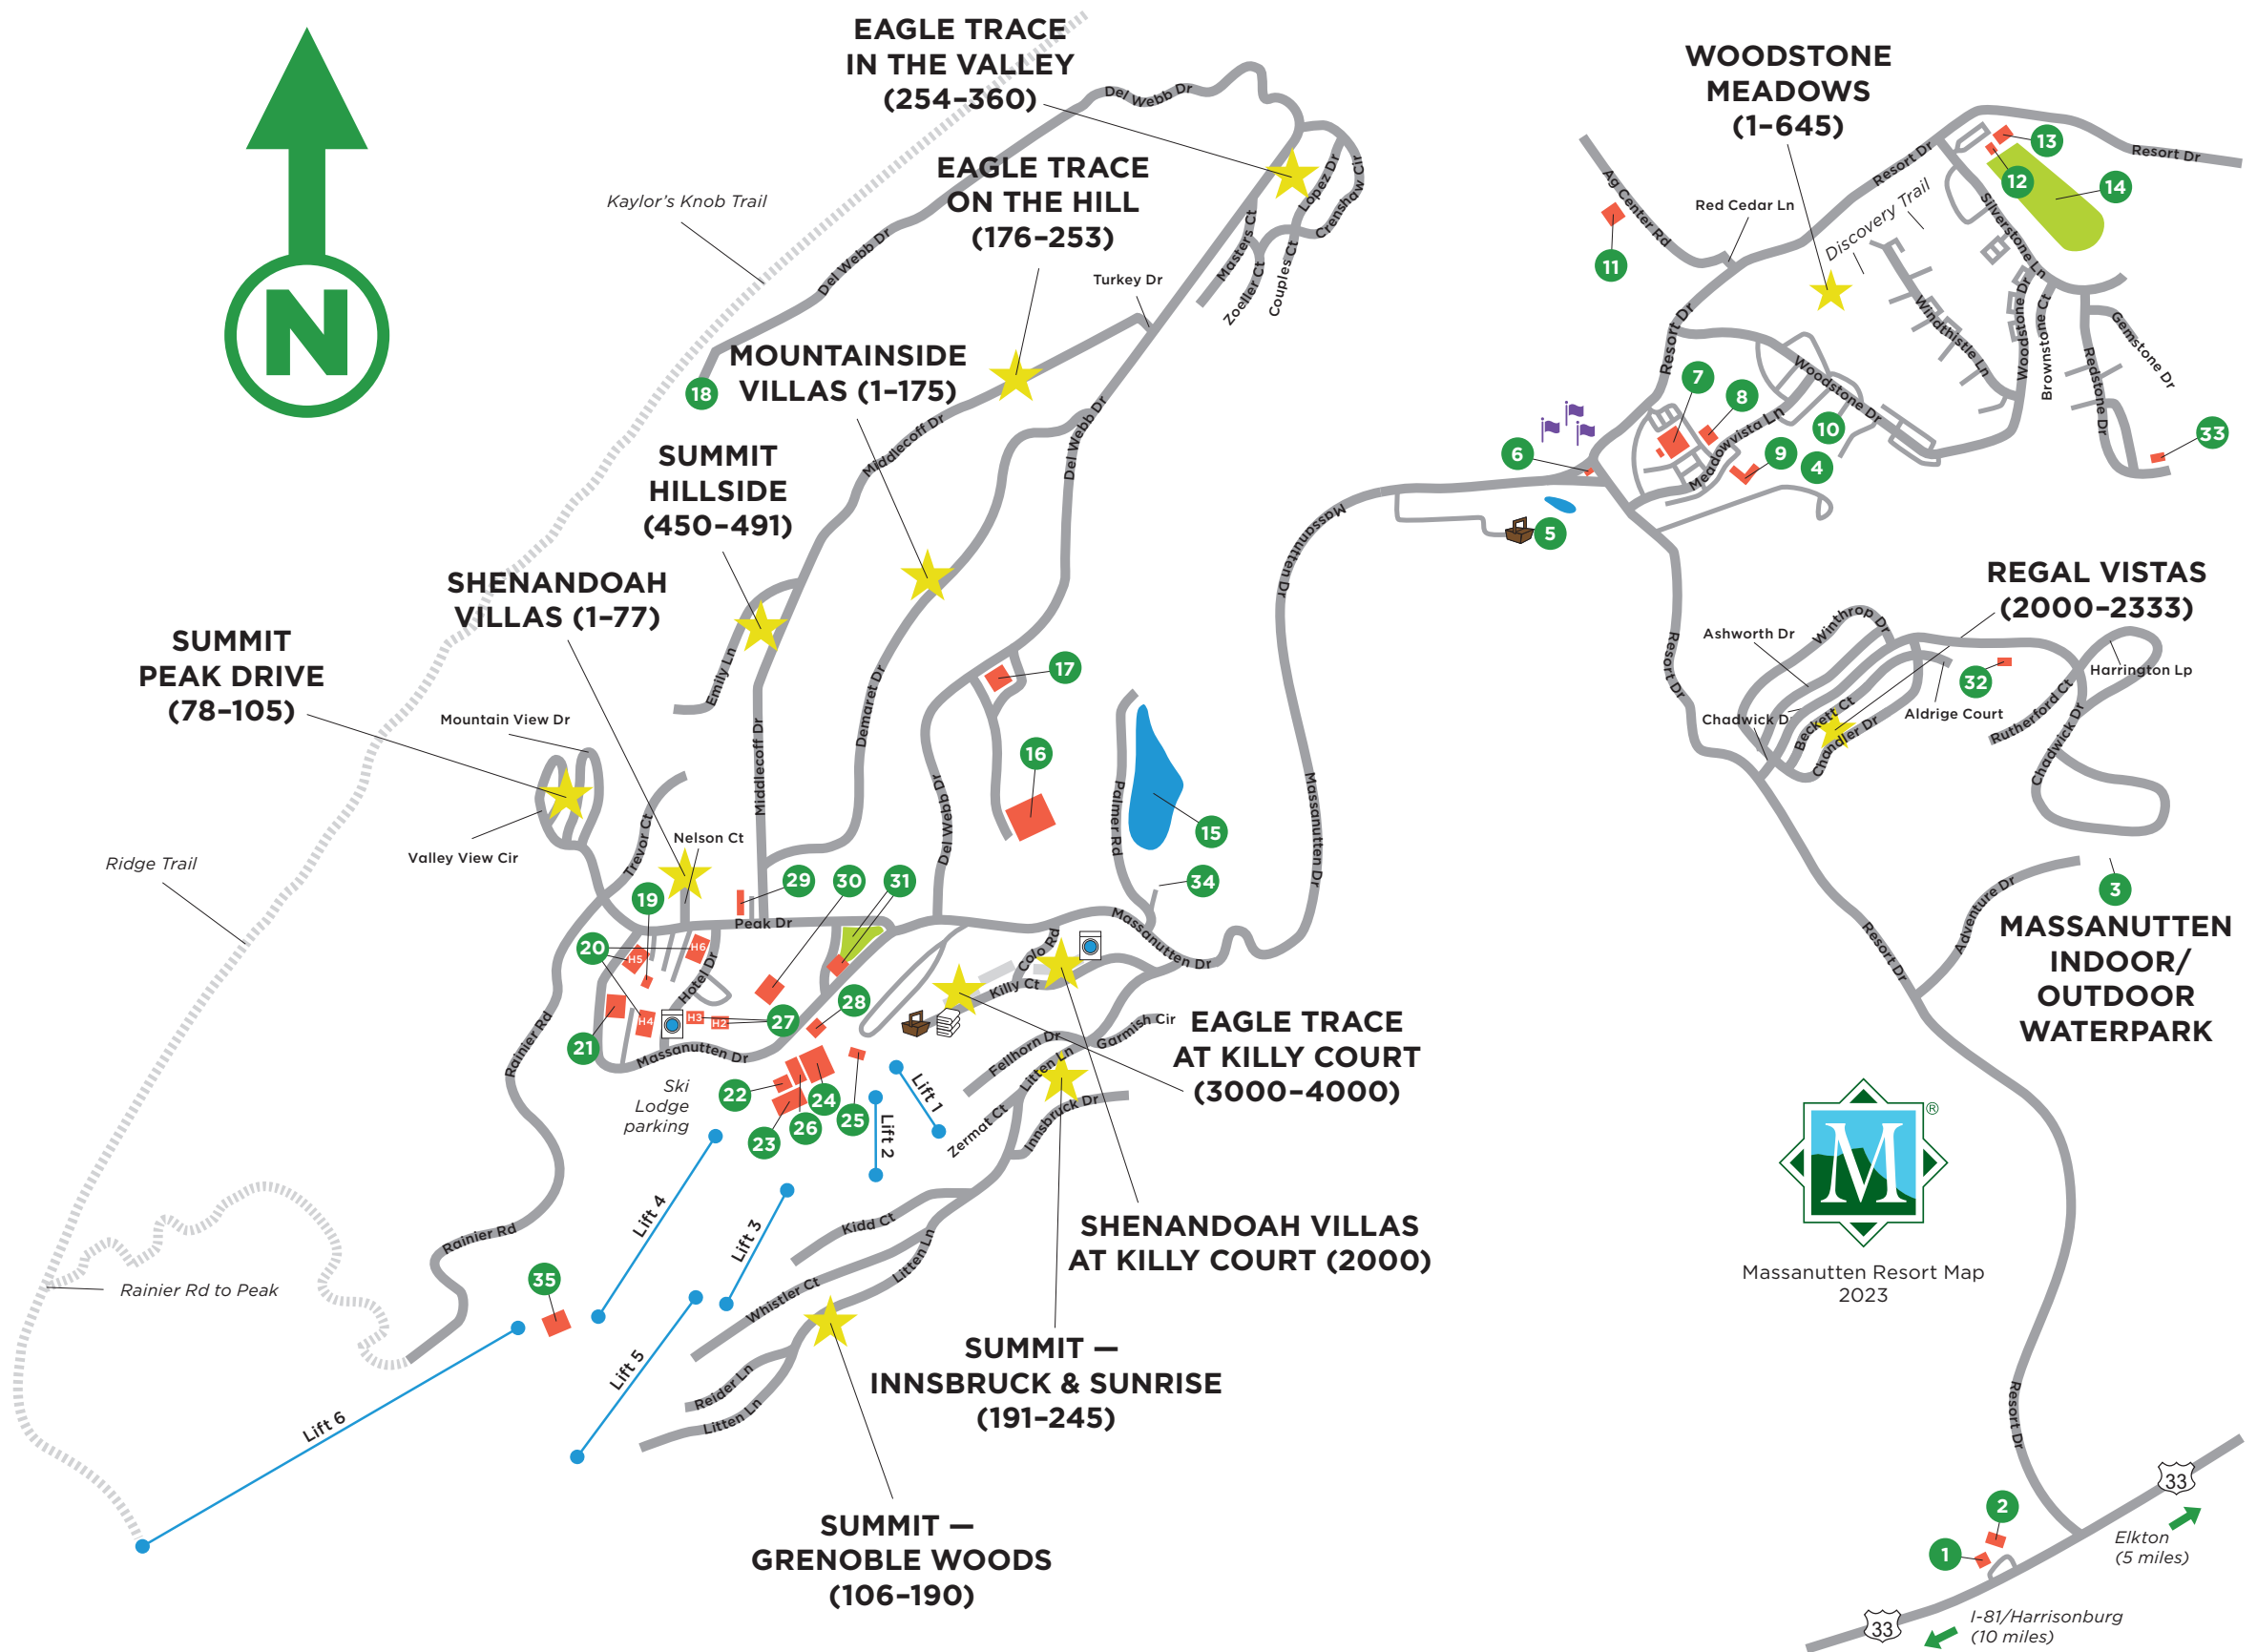 EAGLE TRACE
IN THE VALLEY
(254–360)
WOODSTONE
MEADOWS
(1–645)
Del Webb Dr
13
Resort Dr
Resort Dr
12
14
EAGLE TRACE
ON THE HILL
(176–253)
Kaylor's Knob Trail
Lopez Dr
Crenshaw Cir
Masters Ct
Zoeller Ct
Couples Ct
Ag Center Rd
Red Cedar Ln
Discovery Trail
Silverstone Ln
11
N
Del Webb Dr
Turkey Dr
Resort Dr
Windthistle Ln
Woodstone Dr
Brownstone Ct
Gemstone Dr
Redstone Dr
MOUNTAINSIDE
VILLAS (1–175)
18
7
8
Woodstone Dr
Meadowvista Ln
10
33
6
9
4
Middlecoff Dr
Del Webb Dr
SUMMIT
HILLSIDE
(450–491)
Massanutten Dr
5
SHENANDOAH
VILLAS (1–77)
REGAL VISTAS
(2000–2333)
SUMMIT
PEAK DRIVE
(78–105)
Ashworth Dr
Winthrop Dr
Harrington Lp
32
Resort Dr
Emily Ln
17
Demaret Dr
Mountain View Dr
Chadwick D
Beckett Ct
Chandler Dr
Aldrige Court
Rutherford Ct
Chadwick Dr
Middlecoff Dr
16
Palmer Rd
15
Massanutten Dr
Del Webb Dr
Trevor Ct
Nelson Ct
Valley View Cir
Ridge Trail
19
29
30
31
34
3
MASSANUTTEN
INDOOR/
OUTDOOR
WATERPARK
Adventure Dr
Resort Dr
Peak Dr
Massanutten Dr
20
H5
H6
Hotel Dr
Colo Rd
Killy Ct
28
27
H4
H3
H2
21
Massanutten Dr
Rainier Rd
Fellhorn Dr
Garmish Cir
Litten Ln
EAGLE TRACE
AT KILLY COURT
(3000–4000)
Ski
Lodge
parking
22
24
25
26
23
Lift 1
Lift 2
Zermat Ct
Innsbruck Dr
M
®
Massanutten Resort Map
2023
Lift 4
Lift 3
Kidd Ct
Litten Ln
SHENANDOAH VILLAS
AT KILLY COURT (2000)
Rainier Rd
35
Rainier Rd to Peak
Whistler Ct
SUMMIT —
INNSBRUCK & SUNRISE
(191–245)
Lift 5
Reider Ln
Litten Ln
Lift 6
Resort Dr
SUMMIT —
GRENOBLE WOODS
(106–190)
33
2
1
Elkton
(5 miles)
33
I-81/Harrisonburg
(10 miles)